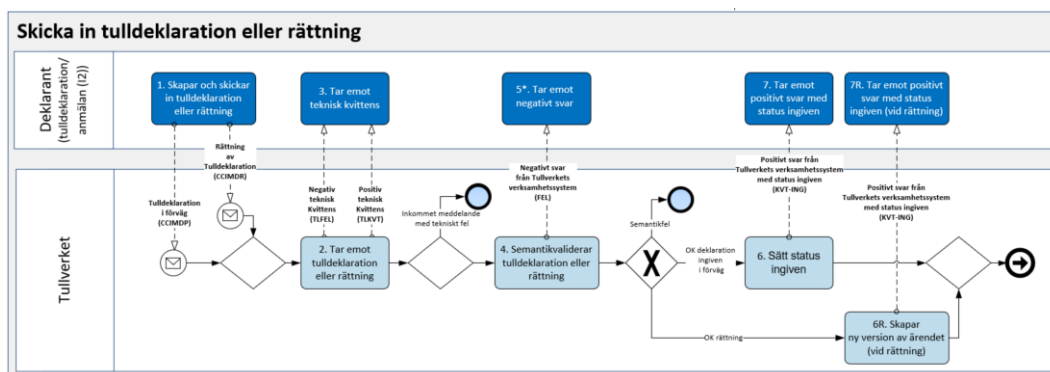 Skicka in tulldeklaration eller rättning
Deklarant
(tulldeklaration/
anmälan (I2))
1. Skapar och skickar
in tulldeklaration
eller rättning
3. Tar emot
teknisk kvittens
5*. Tar emot
negativt svar
7. Tar emot
positivt svar med
status ingiven
7R. Tar emot positivt
svar med status
ingiven (vid rättning)
Rättning
av
Tulldeklaration
(CCIMDR)
Tulldeklaration
i förväg
(CCIMDP)
Negativ
teknisk
Kvittens
(TLFEL)
Positiv
teknisk
Kvittens
(TLKVT)
Negativt svar
från Tullverkets
verksamhetssystem
(FEL)
Positivt svar från
Tullverkets verksamhetssystem
med status ingiven
(KVT-ING)
Positivt svar från
Tullverkets verksamhetssystem
med status ingiven
(KVT-ING)
Tullverket
2. Tar emot
tulldeklaration
eller rättning
Inkommet meddelande
med tekniskt fel
4. Semantikvaliderar
tulldeklaration eller
rättning
Semantikfel
X
OK deklaration
ingiven
i förväg
6. Sätt status
ingiven
OK rättning
6R. Skapar
ny version av ärendet
(vid rättning)